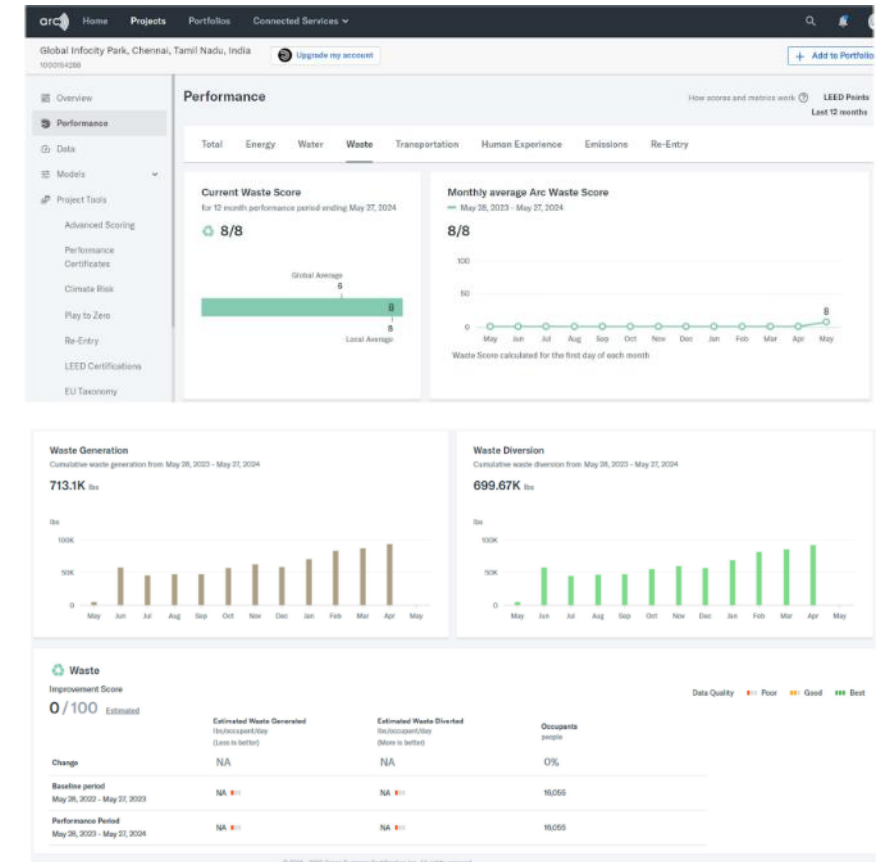 arc Home Projects Portfolios Connected Services
Global Infocity Park, Chennai, Tamil Nadu, India
Upgrade my account
+ Add to Portfolio
Overview
Performance
Data
Models
Project Tools
Advanced Scoring
Performance
Certificates
Climate Risk
Play to Zero
Re-Entry
LEED Certifications
EU Taxonomy
Performance
How scores and metrics work LEED Points
Last 12 months
Total Energy Water Waste Transportation Human Experience Emissions Re-Entry
Current Waste Score
for 12 month performance period ending May 27, 2024
8/8
Global Average
6
8
8
Local Average
Monthly average Arc Waste Score
May 28, 2023 - May 27, 2024
8/8
100
50
0
8
May Jun Jul Aug Sep Oct Nov Dec Jan Feb Mar Apr May
Waste Score calculated for the first day of each month
Waste Generation
Cumulative waste generation from May 28, 2023 - May 27, 2024
713.1K lbs
lbs
100K
50K
0
May Jun Jul Aug Sep Oct Nov Dec Jan Feb Mar Apr May
Waste Diversion
Cumulative waste diversion from May 28, 2023 - May 27, 2024
699.67K lbs
lbs
100K
50K
0
May Jun Jul Aug Sep Oct Nov Dec Jan Feb Mar Apr May
Waste
Improvement Score
0/100 Estimated
Data Quality Poor Good Best
Estimated Waste Generated
lbs/occupant/day
(Less is better)
Estimated Waste Diverted
lbs/occupant/day
(More is better)
Occupants
people
Change NA NA 0%
Baseline period
May 28, 2022 - May 27, 2023
NA NA 16,055
Performance Period
May 28, 2023 - May 27, 2024
NA NA 16,055